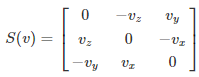 S(v) = [ 0 −v_z v_y
v_z 0 −v_x
−v_y v_x 0 ]